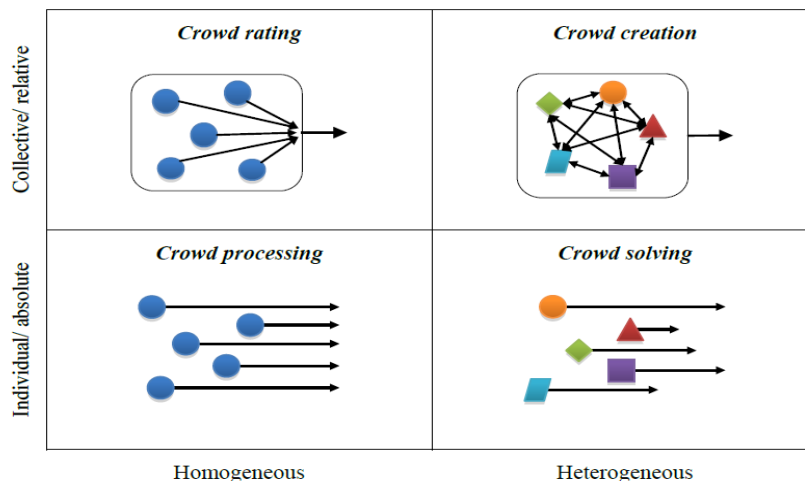 Crowd rating
Crowd creation
Collective/ relative
Crowd processing
Crowd solving
Individual/ absolute
Homogeneous
Heterogeneous